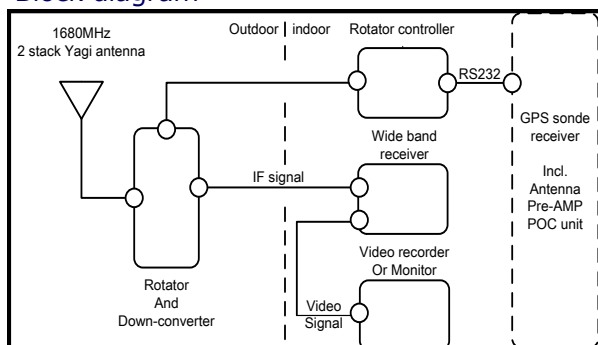 Block diagram
1680MHz
2 stack Yagi antenna
Outdoor
indoor
Rotator controller
RS232
GPS sonde
receiver
Incl.
Antenna
Pre-AMP
POC unit
Wide band
receiver
IF signal
Video recorder
Or Monitor
Rotator
And
Down-converter
Video
Signal